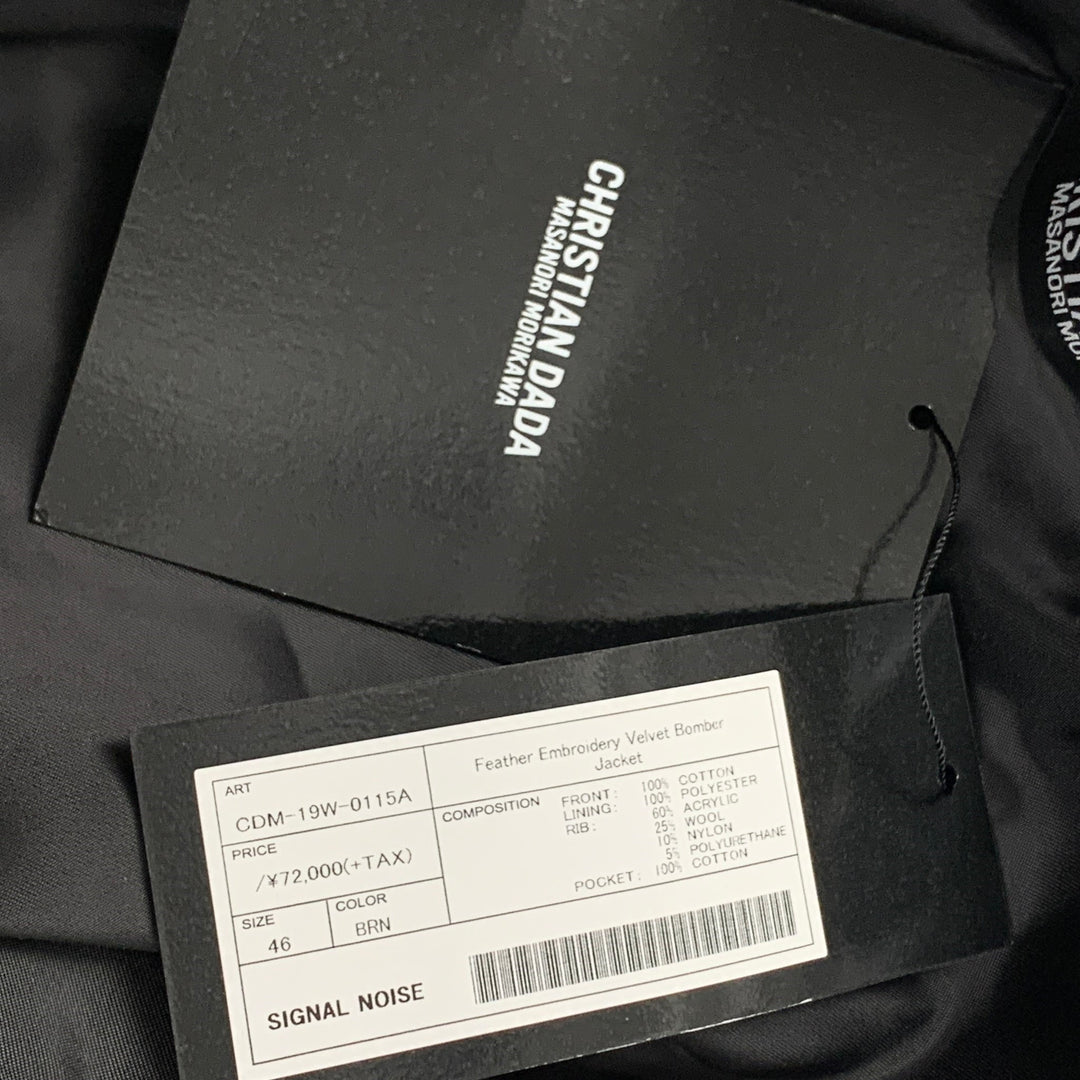 CHRISTIAN DADA
MASANORI MORIKAWA
MASANORI
ART
CDM-19W-0115A
Feather Embroidery Velvet Bomber
Jacket
PRICE
/¥72,000(+TAX)
SIZE
46
COLOR
BRN
COMPOSITION
FRONT: 100% COTTON
LINING: 100% POLYESTER
RIB: 60% ACRYLIC
25% WOOL
10% NYLON
5% POLYURETHANE
POCKET: 100% COTTON
SIGNAL NOISE